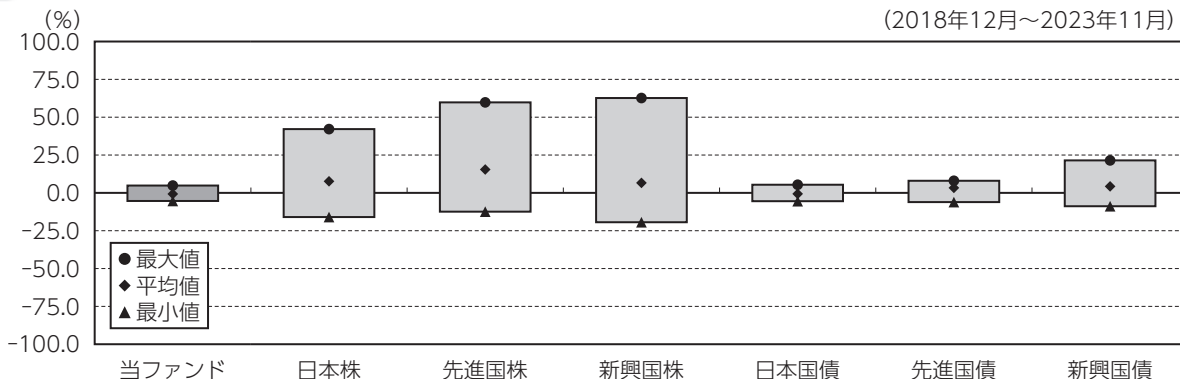 (%)
(2018年12月～2023年11月)
100.0
75.0
50.0
25.0
0.0
-25.0
-50.0
-75.0
-100.0
●最大値
◆平均値
▲最小値
当ファンド 日本株 先進国株 新興国株 日本国債 先進国債 新興国債